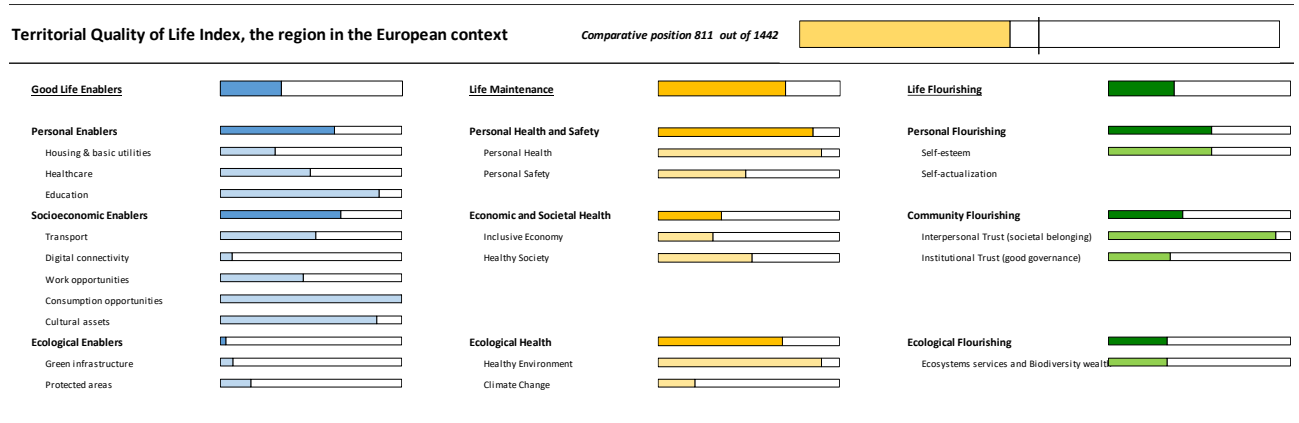 Territorial Quality of Life Index, the region in the European context
Comparative position 811 out of 1442
Good Life Enablers
Life Maintenance
Life Flourishing
Personal Enablers
Housing & basic utilities
Healthcare
Education
Socioeconomic Enablers
Transport
Digital connectivity
Work opportunities
Consumption opportunities
Cultural assets
Ecological Enablers
Green infrastructure
Protected areas
Personal Health and Safety
Personal Health
Personal Safety
Economic and Societal Health
Inclusive Economy
Healthy Society
Ecological Health
Healthy Environment
Climate Change
Personal Flourishing
Self-esteem
Self-actualization
Community Flourishing
Interpersonal Trust (societal belonging)
Institutional Trust (good governance)
Ecological Flourishing
Ecosystems services and Biodiversity wealt